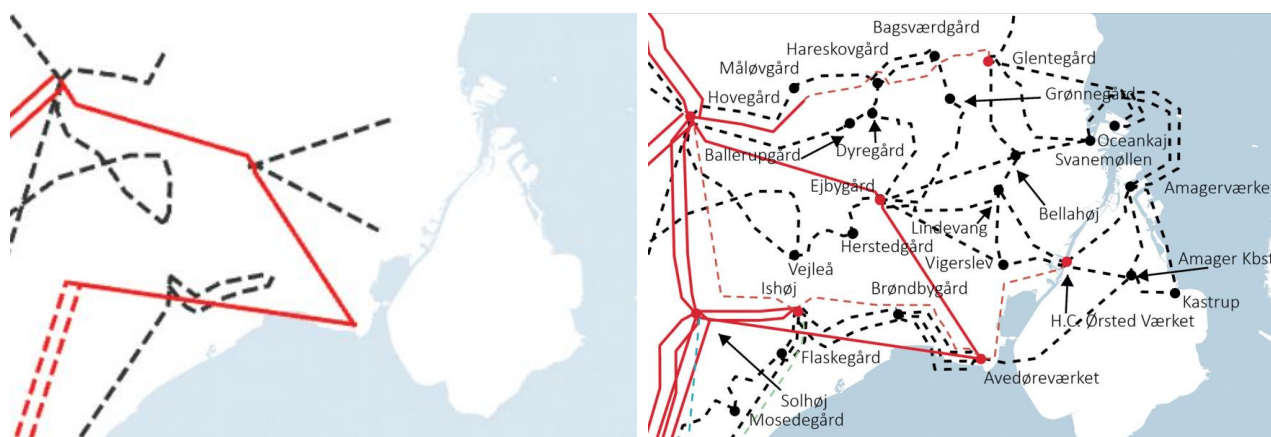 Bagsværdgård
Hareskovgård
Glentegård
Måløvgård
Hovegård
Grønnegård
Oceankaj
Ballerupgård
Dyregård
Svanemøllen
Ejbygård
Amagerværket
Lindevang
Bellahøj
Herstedgård
Vigerslev
Amager Kbst
Vejleå
Ishøj
Brøndbygård
Kastrup
H.C. Ørsted Værket
Flaskegård
Avedøreværket
Solhøj
Mosedegård